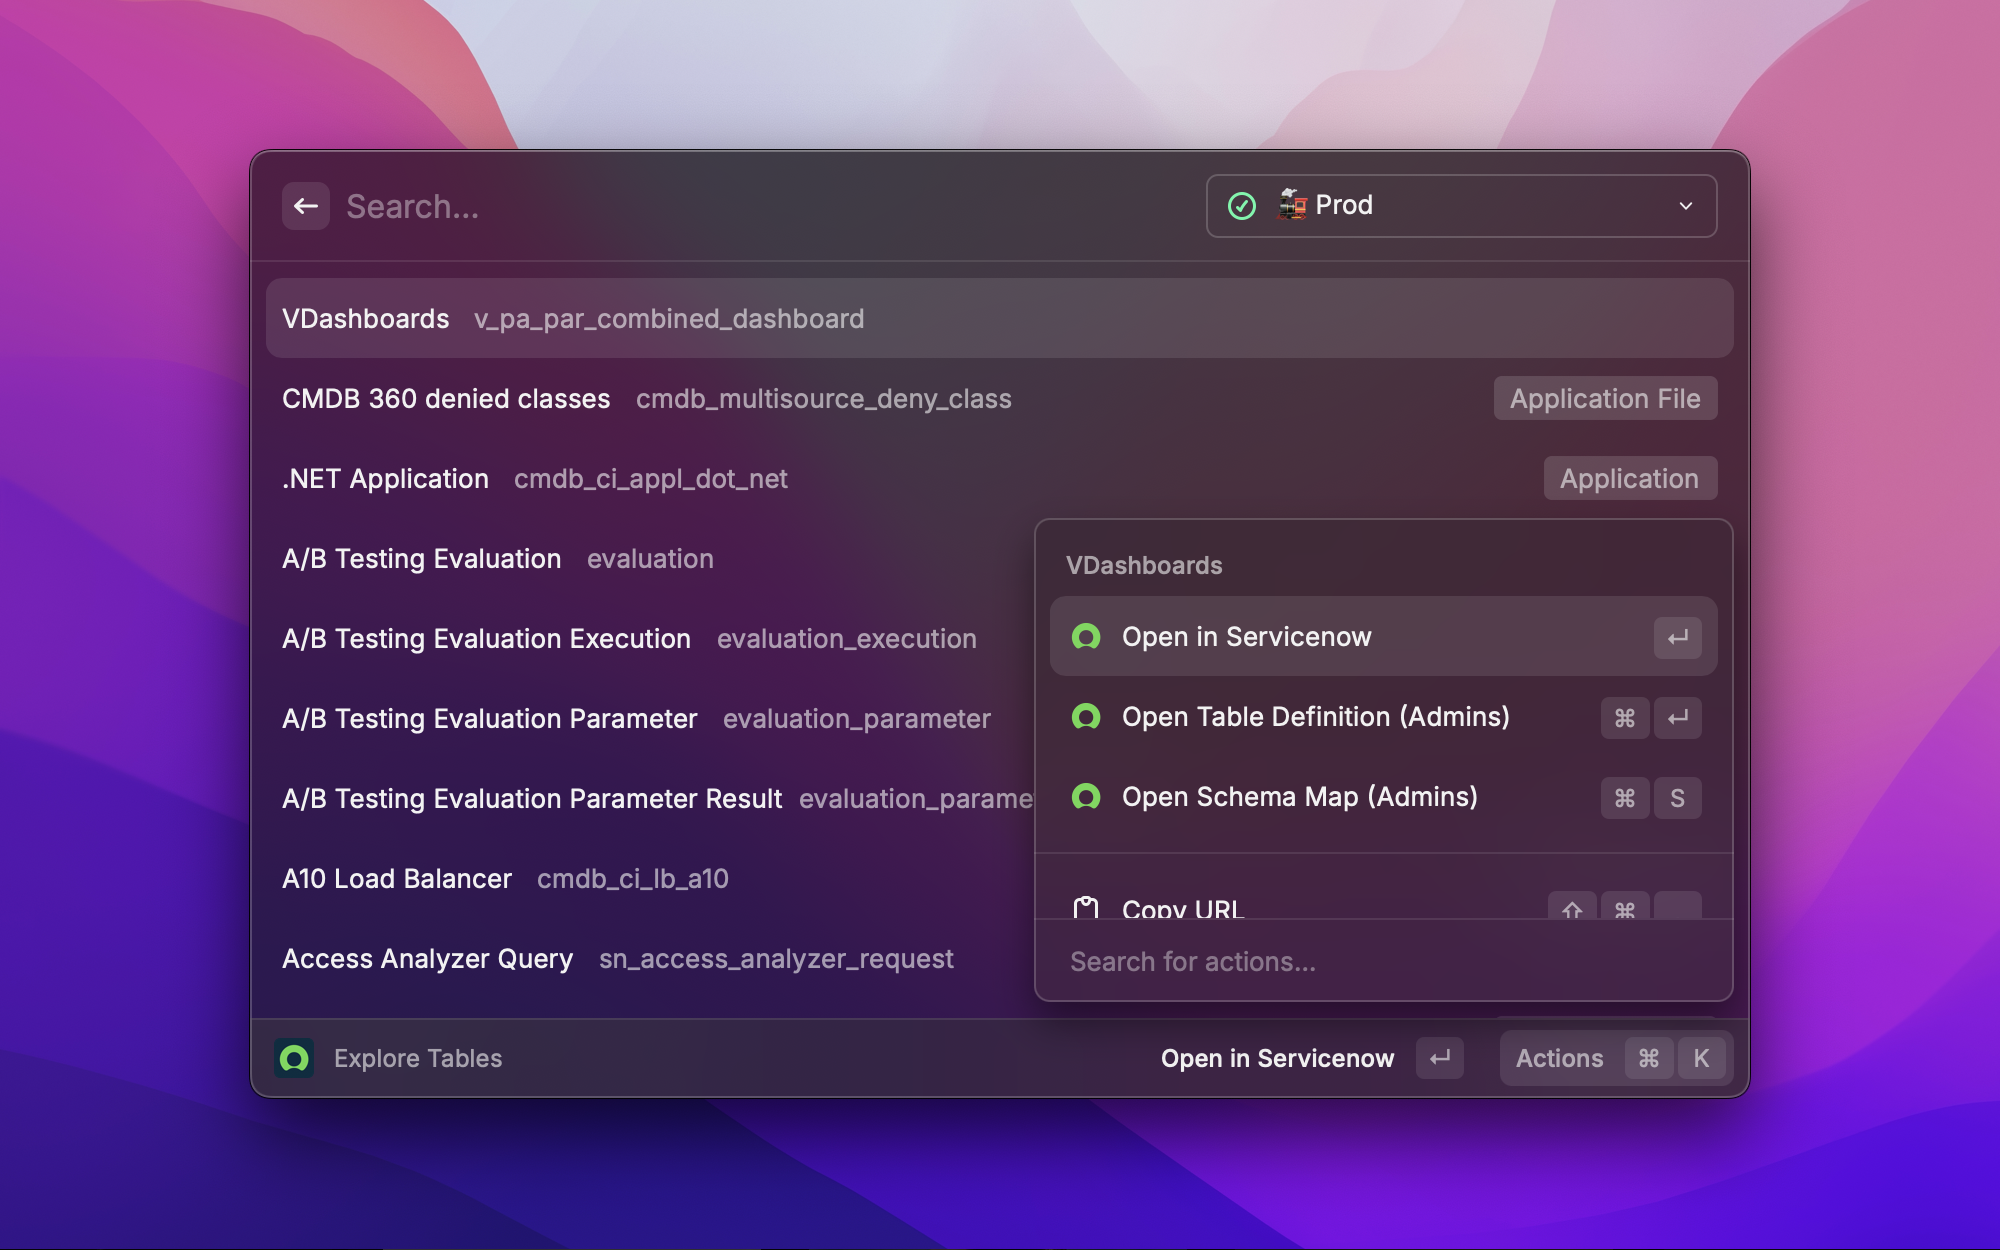 Search...
Prod
VDashboards v_pa_par_combined_dashboard
CMDB 360 denied classes cmdb_multisource_deny_class Application File
.NET Application cmdb_ci_appl_dot_net Application
A/B Testing Evaluation evaluation
A/B Testing Evaluation Execution evaluation_execution
A/B Testing Evaluation Parameter evaluation_parameter
A/B Testing Evaluation Parameter Result evaluation_parame
A10 Load Balancer cmdb_ci_lb_a10
Access Analyzer Query sn_access_analyzer_request
VDashboards
Open in Servicenow ↵
Open Table Definition (Admins) ⌘ ↵
Open Schema Map (Admins) ⌘ S
Copy URL ⇧ ⌘
Search for actions...
Explore Tables
Open in Servicenow ↵
Actions ⌘ K